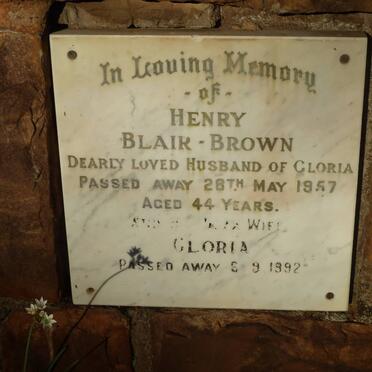 In Loving Memory
- of -
HENRY
BLAIR - BROWN
DEARLY LOVED HUSBAND OF GLORIA
PASSED AWAY 28TH MAY 1957
AGED 44 YEARS.
WIFE
GLORIA
PASSED AWAY 9 1992